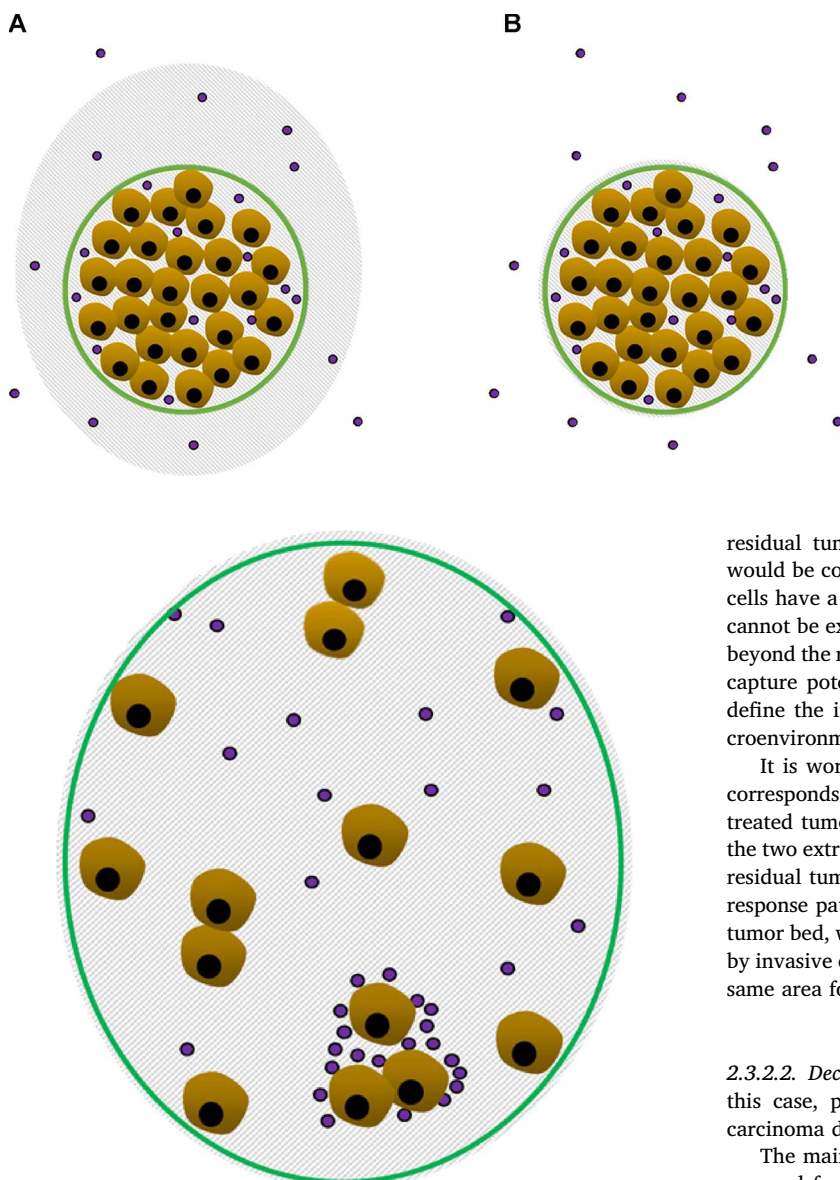 A
B
residual tum
would be co
cells have a
cannot be ex
beyond the r
capture pote
define the i
croenvironm
It is wor
corresponds
treated tumo
the two extr
residual tum
response pat
tumor bed, w
by invasive c
same area fo
2.3.2.2. Dec
this case, p
carcinoma d
The main